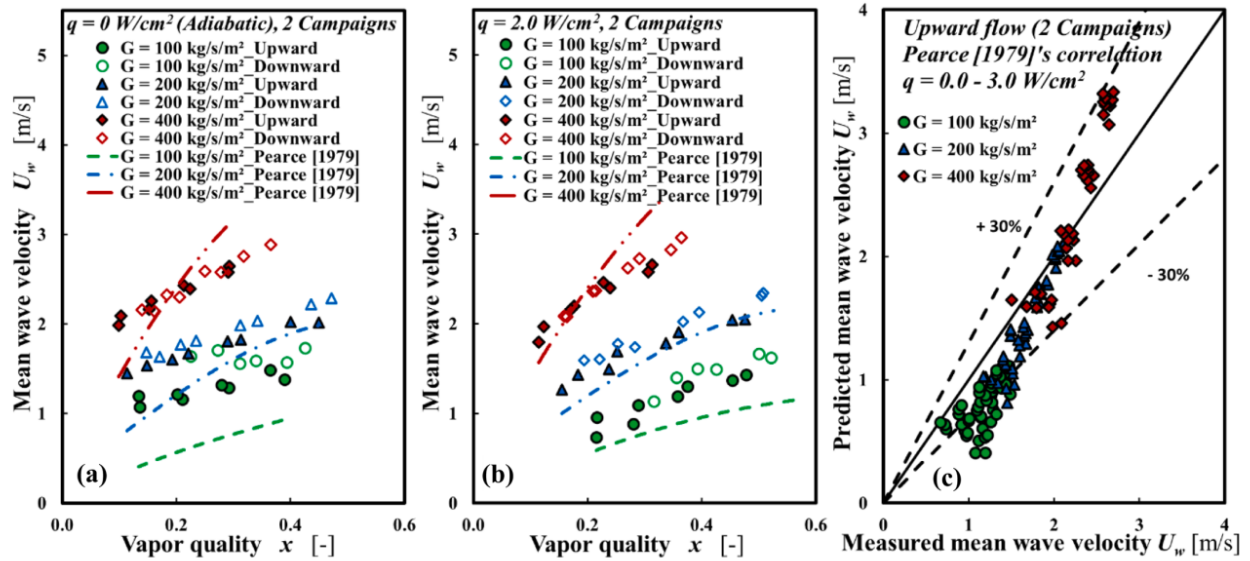 q = 0 W/cm² (Adiabatic), 2 Campaigns
G = 100 kg/s/m²_Upward
G = 100 kg/s/m²_Downward
G = 200 kg/s/m²_Upward
G = 200 kg/s/m²_Downward
G = 400 kg/s/m²_Upward
G = 400 kg/s/m²_Downward
G = 100 kg/s/m²_Pearce [1979]
G = 200 kg/s/m²_Pearce [1979]
G = 400 kg/s/m²_Pearce [1979]
Mean wave velocity U_w [m/s]
5
4
3
2
1
0
(a)
0.0 0.2 0.4 0.6
Vapor quality x [-]
q = 2.0 W/cm², 2 Campaigns
G = 100 kg/s/m²_Upward
G = 100 kg/s/m²_Downward
G = 200 kg/s/m²_Upward
G = 200 kg/s/m²_Downward
G = 400 kg/s/m²_Upward
G = 400 kg/s/m²_Downward
G = 100 kg/s/m²_Pearce [1979]
G = 200 kg/s/m²_Pearce [1979]
G = 400 kg/s/m²_Pearce [1979]
Mean wave velocity U_w [m/s]
5
4
3
2
1
0
(b)
0.0 0.2 0.4 0.6
Vapor quality x [-]
Upward flow (2 Campaigns)
Pearce [1979]'s correlation
q = 0.0 - 3.0 W/cm²
G = 100 kg/s/m²
G = 200 kg/s/m²
G = 400 kg/s/m²
+ 30%
- 30%
Predicted mean wave velocity U_w [m/s]
4
3
2
1
0
(c)
0 1 2 3 4
Measured mean wave velocity U_w [m/s]